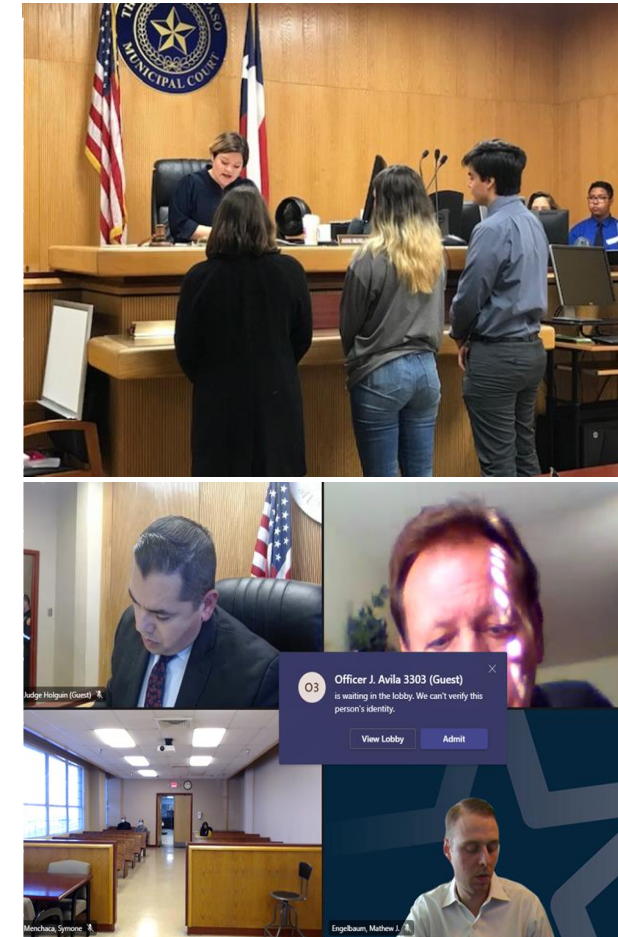 MUNICIPAL COURT
Judge Holguin (Guest)
O3
Officer J. Avila 3303 (Guest)
is waiting in the lobby. We can't verify this
person's identity.
View Lobby
Admit
Menchaca, Symone
Engelbaum, Mathew J.